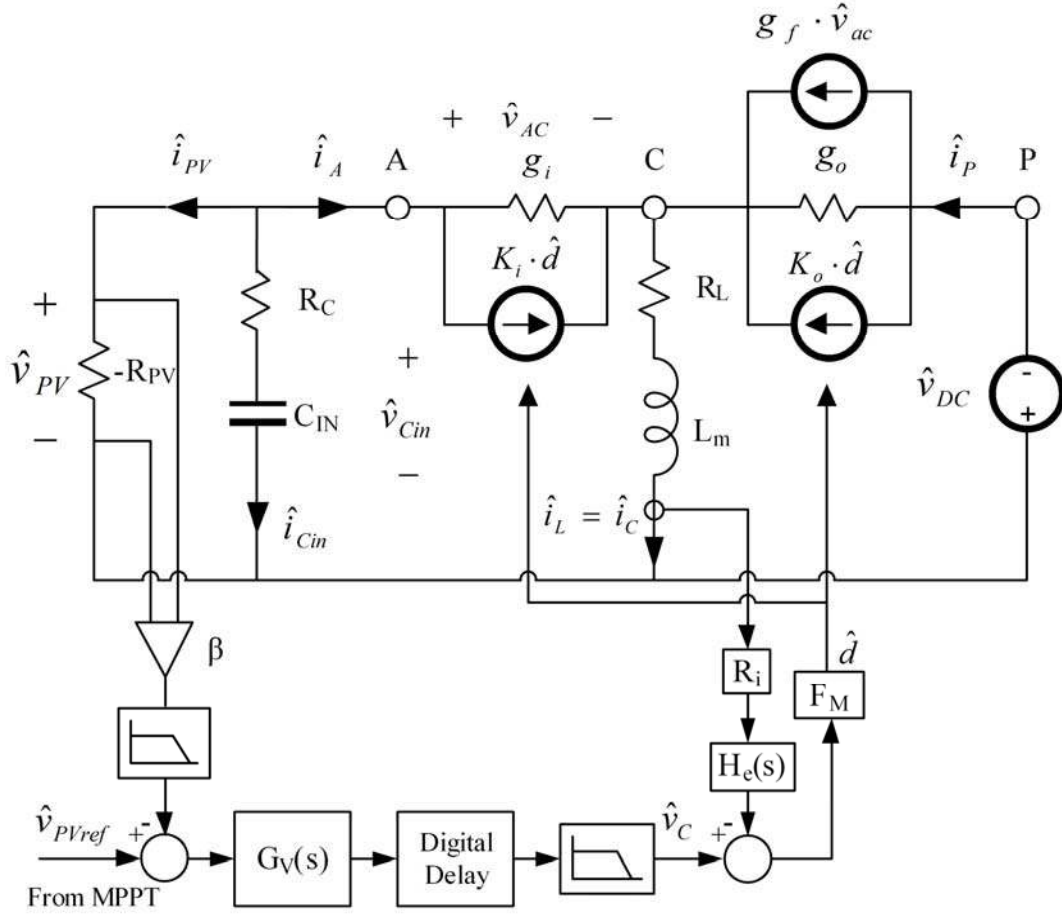 g_f · v̂_ac
+ v̂_AC −
î_PV
î_A
A
g_i
C
g_o
î_P
P
K_i · d̂
K_o · d̂
R_C
R_L
+
v̂_PV
−
-R_PV
C_IN
+
v̂_Cin
−
L_m
v̂_DC
-
+
î_Cin
î_L = î_C
β
R_i
d̂
F_M
H_e(s)
v̂_PVref
+-
G_V(s)
Digital
Delay
v̂_C
+-
From MPPT